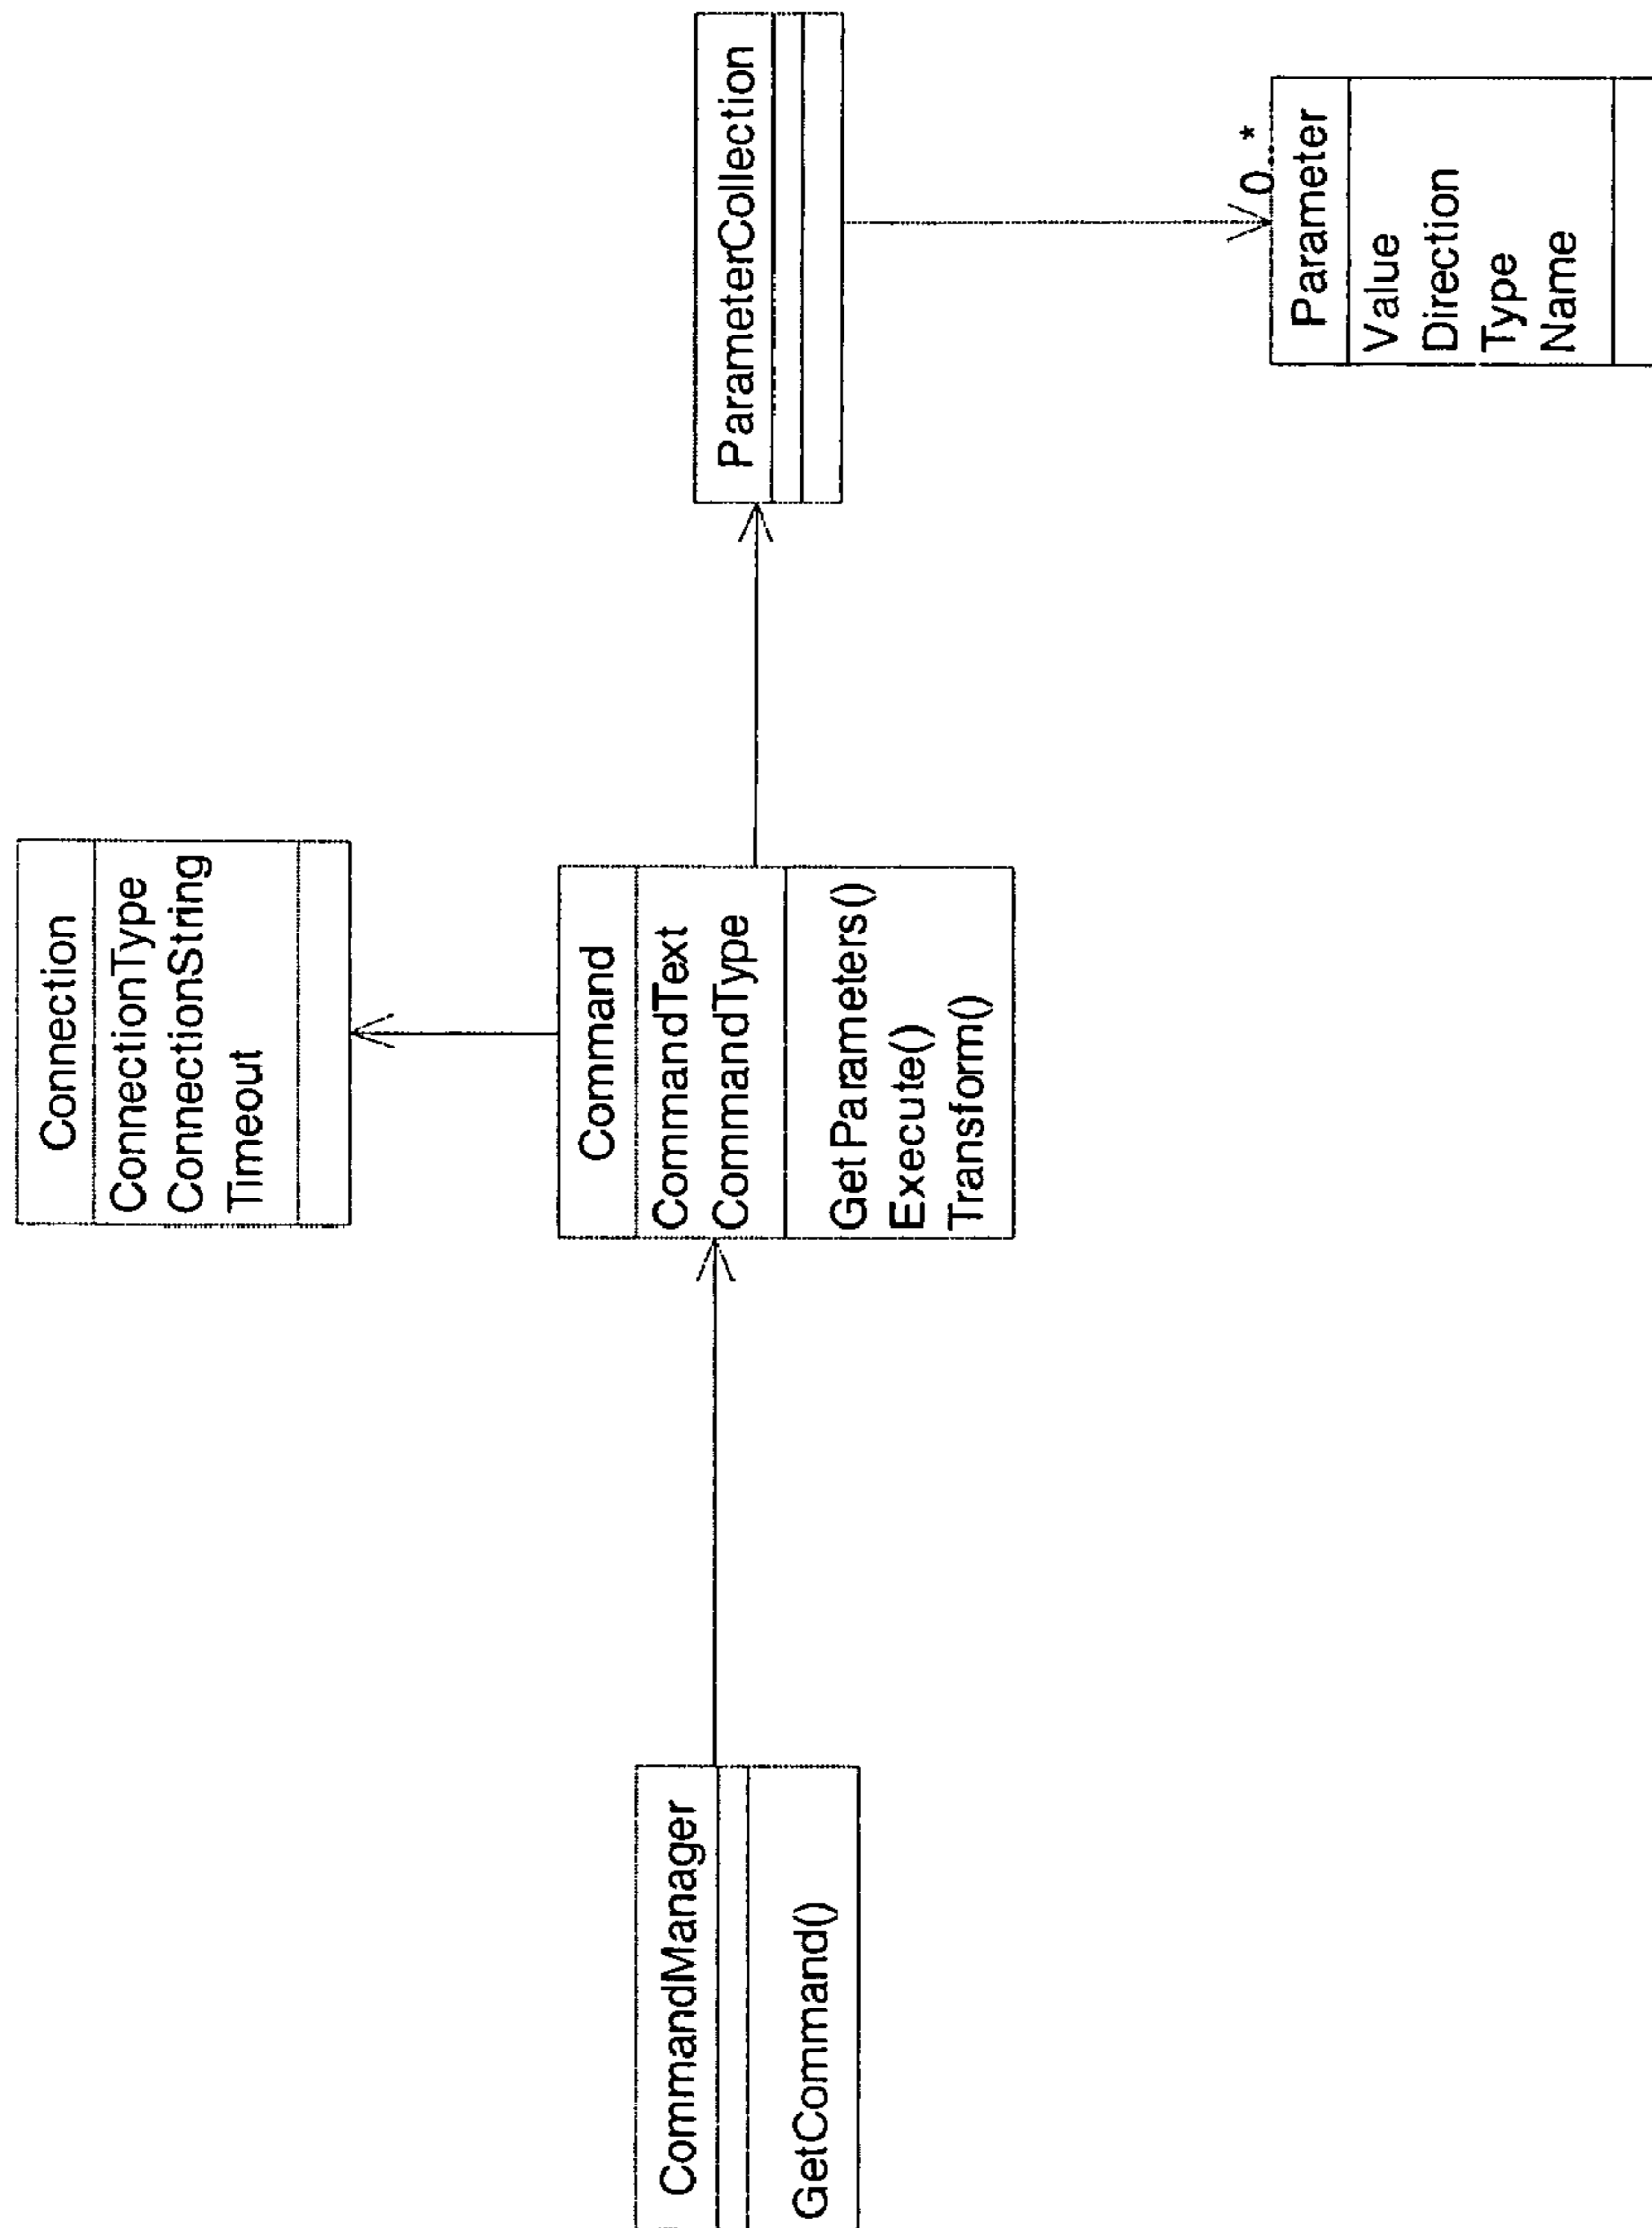 Connection
ConnectionType
ConnectionString
Timeout
CommandManager
GetCommand()
Command
CommandText
CommandType
GetParameters()
Execute()
Transform()
ParameterCollection
0..*
Parameter
Value
Direction
Type
Name